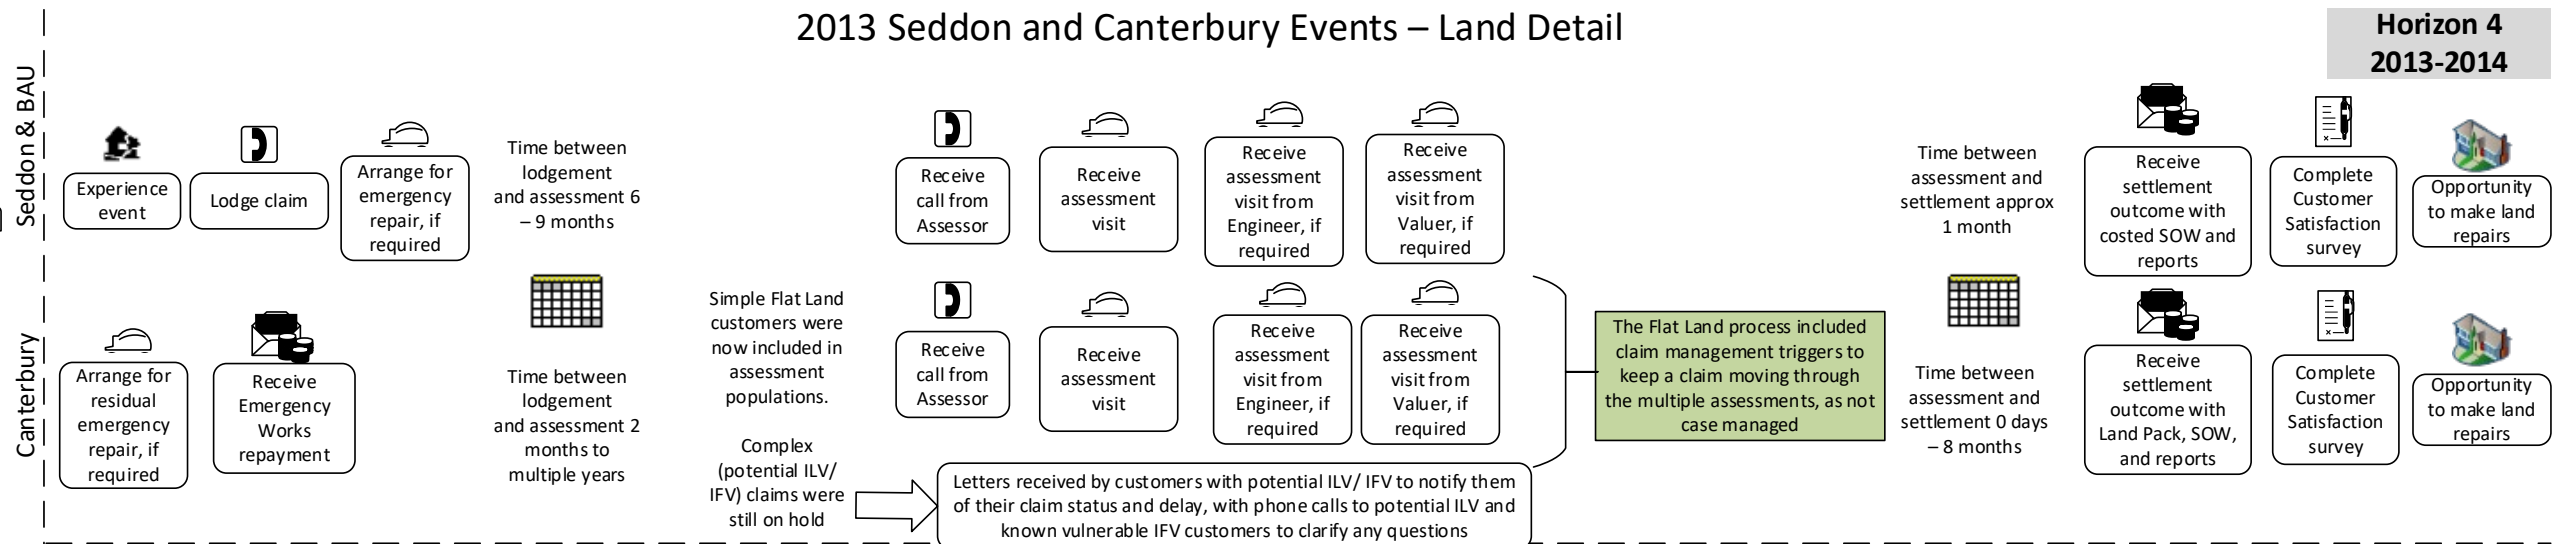 2013 Seddon and Canterbury Events – Land Detail
Horizon 4
2013-2014
Seddon & BAU
Experience
event
Lodge claim
Arrange for
emergency
repair, if
required
Time between
lodgement
and assessment 6
– 9 months
Receive
call from
Assessor
Receive
assessment
visit
Receive
assessment
visit from
Engineer, if
required
Receive
assessment
visit from
Valuer, if
required
Time between
assessment and
settlement approx
1 month
Receive
settlement
outcome with
costed SOW and
reports
Complete
Customer
Satisfaction
survey
Opportunity
to make land
repairs
Canterbury
Arrange for
residual
emergency
repair, if
required
Receive
Emergency
Works
repayment
Time between
lodgement
and assessment 2
months to
multiple years
Simple Flat Land
customers were
now included in
assessment
populations.
Complex
(potential ILV/
IFV) claims were
still on hold
Receive
call from
Assessor
Receive
assessment
visit
Receive
assessment
visit from
Engineer, if
required
Receive
assessment
visit from
Valuer, if
required
Letters received by customers with potential ILV/ IFV to notify them
of their claim status and delay, with phone calls to potential ILV and
known vulnerable IFV customers to clarify any questions
The Flat Land process included
claim management triggers to
keep a claim moving through
the multiple assessments, as not
case managed
Time between
assessment and
settlement 0 days
– 8 months
Receive
settlement
outcome with
Land Pack, SOW,
and reports
Complete
Customer
Satisfaction
survey
Opportunity
to make land
repairs